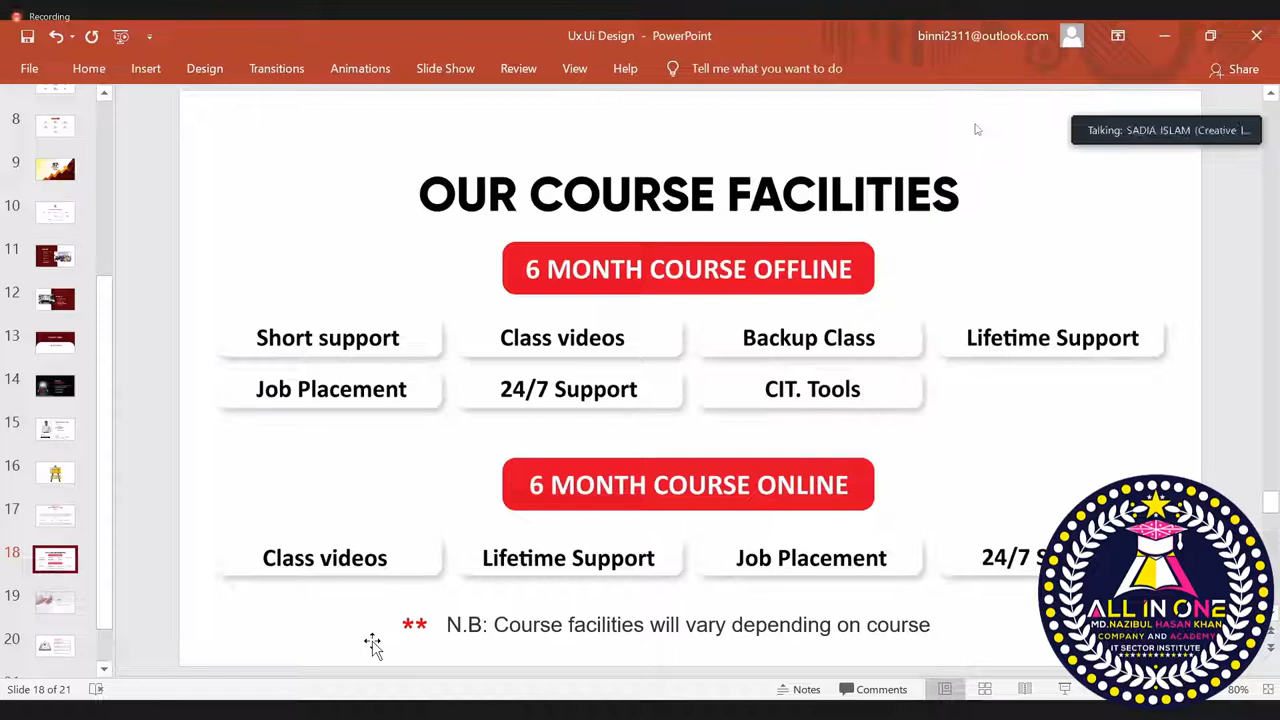 Recording
Ux.Ui Design - PowerPoint
binni2311@outlook.com
File Home Insert Design Transitions Animations Slide Show Review View Help Tell me what you want to do Share
Talking: SADIA ISLAM (Creative I...
8
9
10
11
12
13
14
15
16
17
18
19
20
OUR COURSE FACILITIES
6 MONTH COURSE OFFLINE
Short support Class videos Backup Class Lifetime Support
Job Placement 24/7 Support CIT. Tools
6 MONTH COURSE ONLINE
Class videos Lifetime Support Job Placement 24/7 S
** N.B: Course facilities will vary depending on course
ALL IN ONE
MD.NAZIBUL HASAN KHAN
COMPANY AND ACADEMY
IT SECTOR INSTITUTE
Slide 18 of 21 Notes Comments 80%